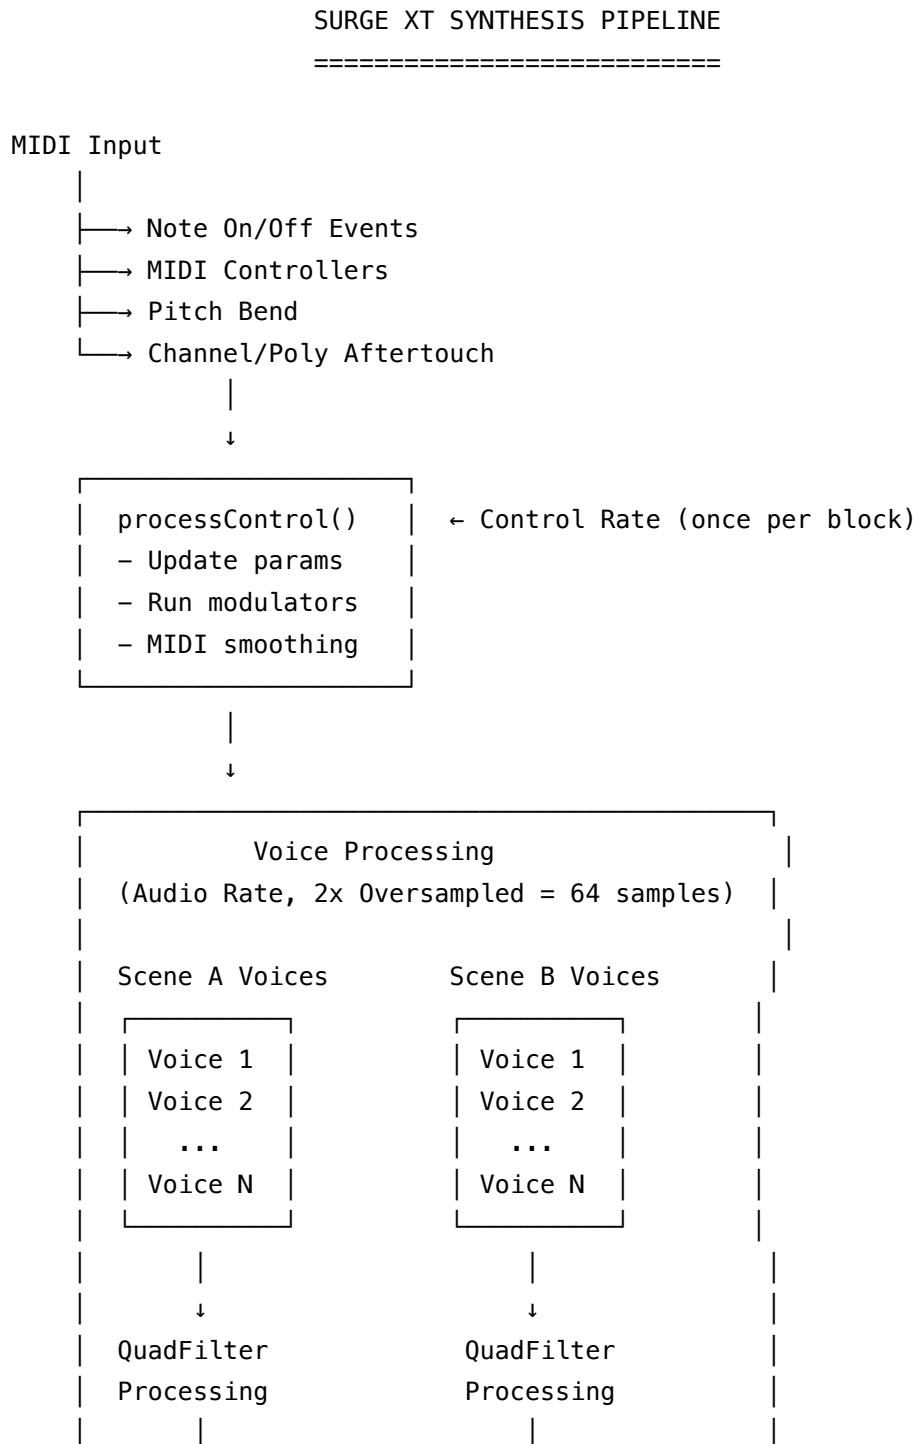 SURGE XT SYNTHESIS PIPELINE
===========================
MIDI Input
│
├──→ Note On/Off Events
├──→ MIDI Controllers
├──→ Pitch Bend
└──→ Channel/Poly Aftertouch
│
↓
┌─────────────────────┐
│  processControl()   │  ← Control Rate (once per block)
│  – Update params    │
│  – Run modulators   │
│  – MIDI smoothing   │
└─────────────────────┘
│
↓
┌─────────────────────────────────────────────┐
│           Voice Processing                   │
│  (Audio Rate, 2x Oversampled = 64 samples)  │
│                                              │
│  Scene A Voices        Scene B Voices       │
│  ┌──────────┐          ┌──────────┐        │
│  │ Voice 1  │          │ Voice 1  │        │
│  │ Voice 2  │          │ Voice 2  │        │
│  │   ...    │          │   ...    │        │
│  │ Voice N  │          │ Voice N  │        │
│  └──────────┘          └──────────┘        │
│       │                     │               │
│       ↓                     ↓               │
│  QuadFilter             QuadFilter          │
│  Processing             Processing          │
│       │                     │               │